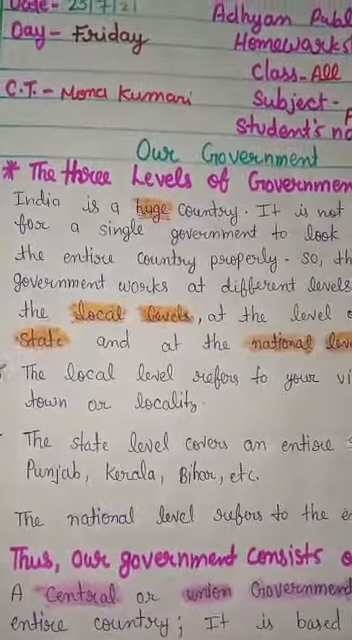 Date- 23/7/21 Adhyan Publ
Day- Friday Homewarks
Class- All
C.T.- Mona Kumari Subject-
Student's na
Our Government
* The three Levels of Governmen
India is a huge country. It is not
for a single government to look
the entire country properly. so, th
government works at different levels
the local levels, at the level
state and at the national lev
The local level refers to your vi
town or locality.
The state level covers an entire s
Punjab, Kerala, Bihar, etc.
The national level refers to the e
Thus, our government consists o
A Central or union Government
entire country; It is based